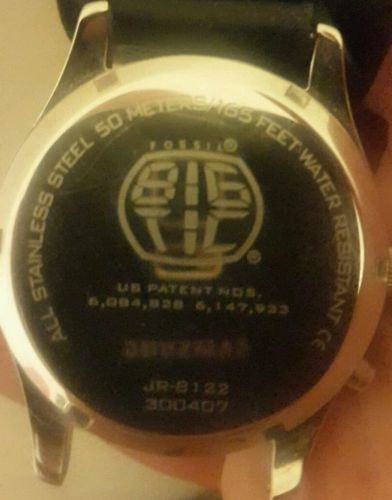 ALL STAINLESS STEEL 50 METERS/165 FEET WATER RESISTANT CE
FOSSIL®
BIG
TIC
®
US PATENT NOS.
6,084,828 6,147,933
JR-8122
300407